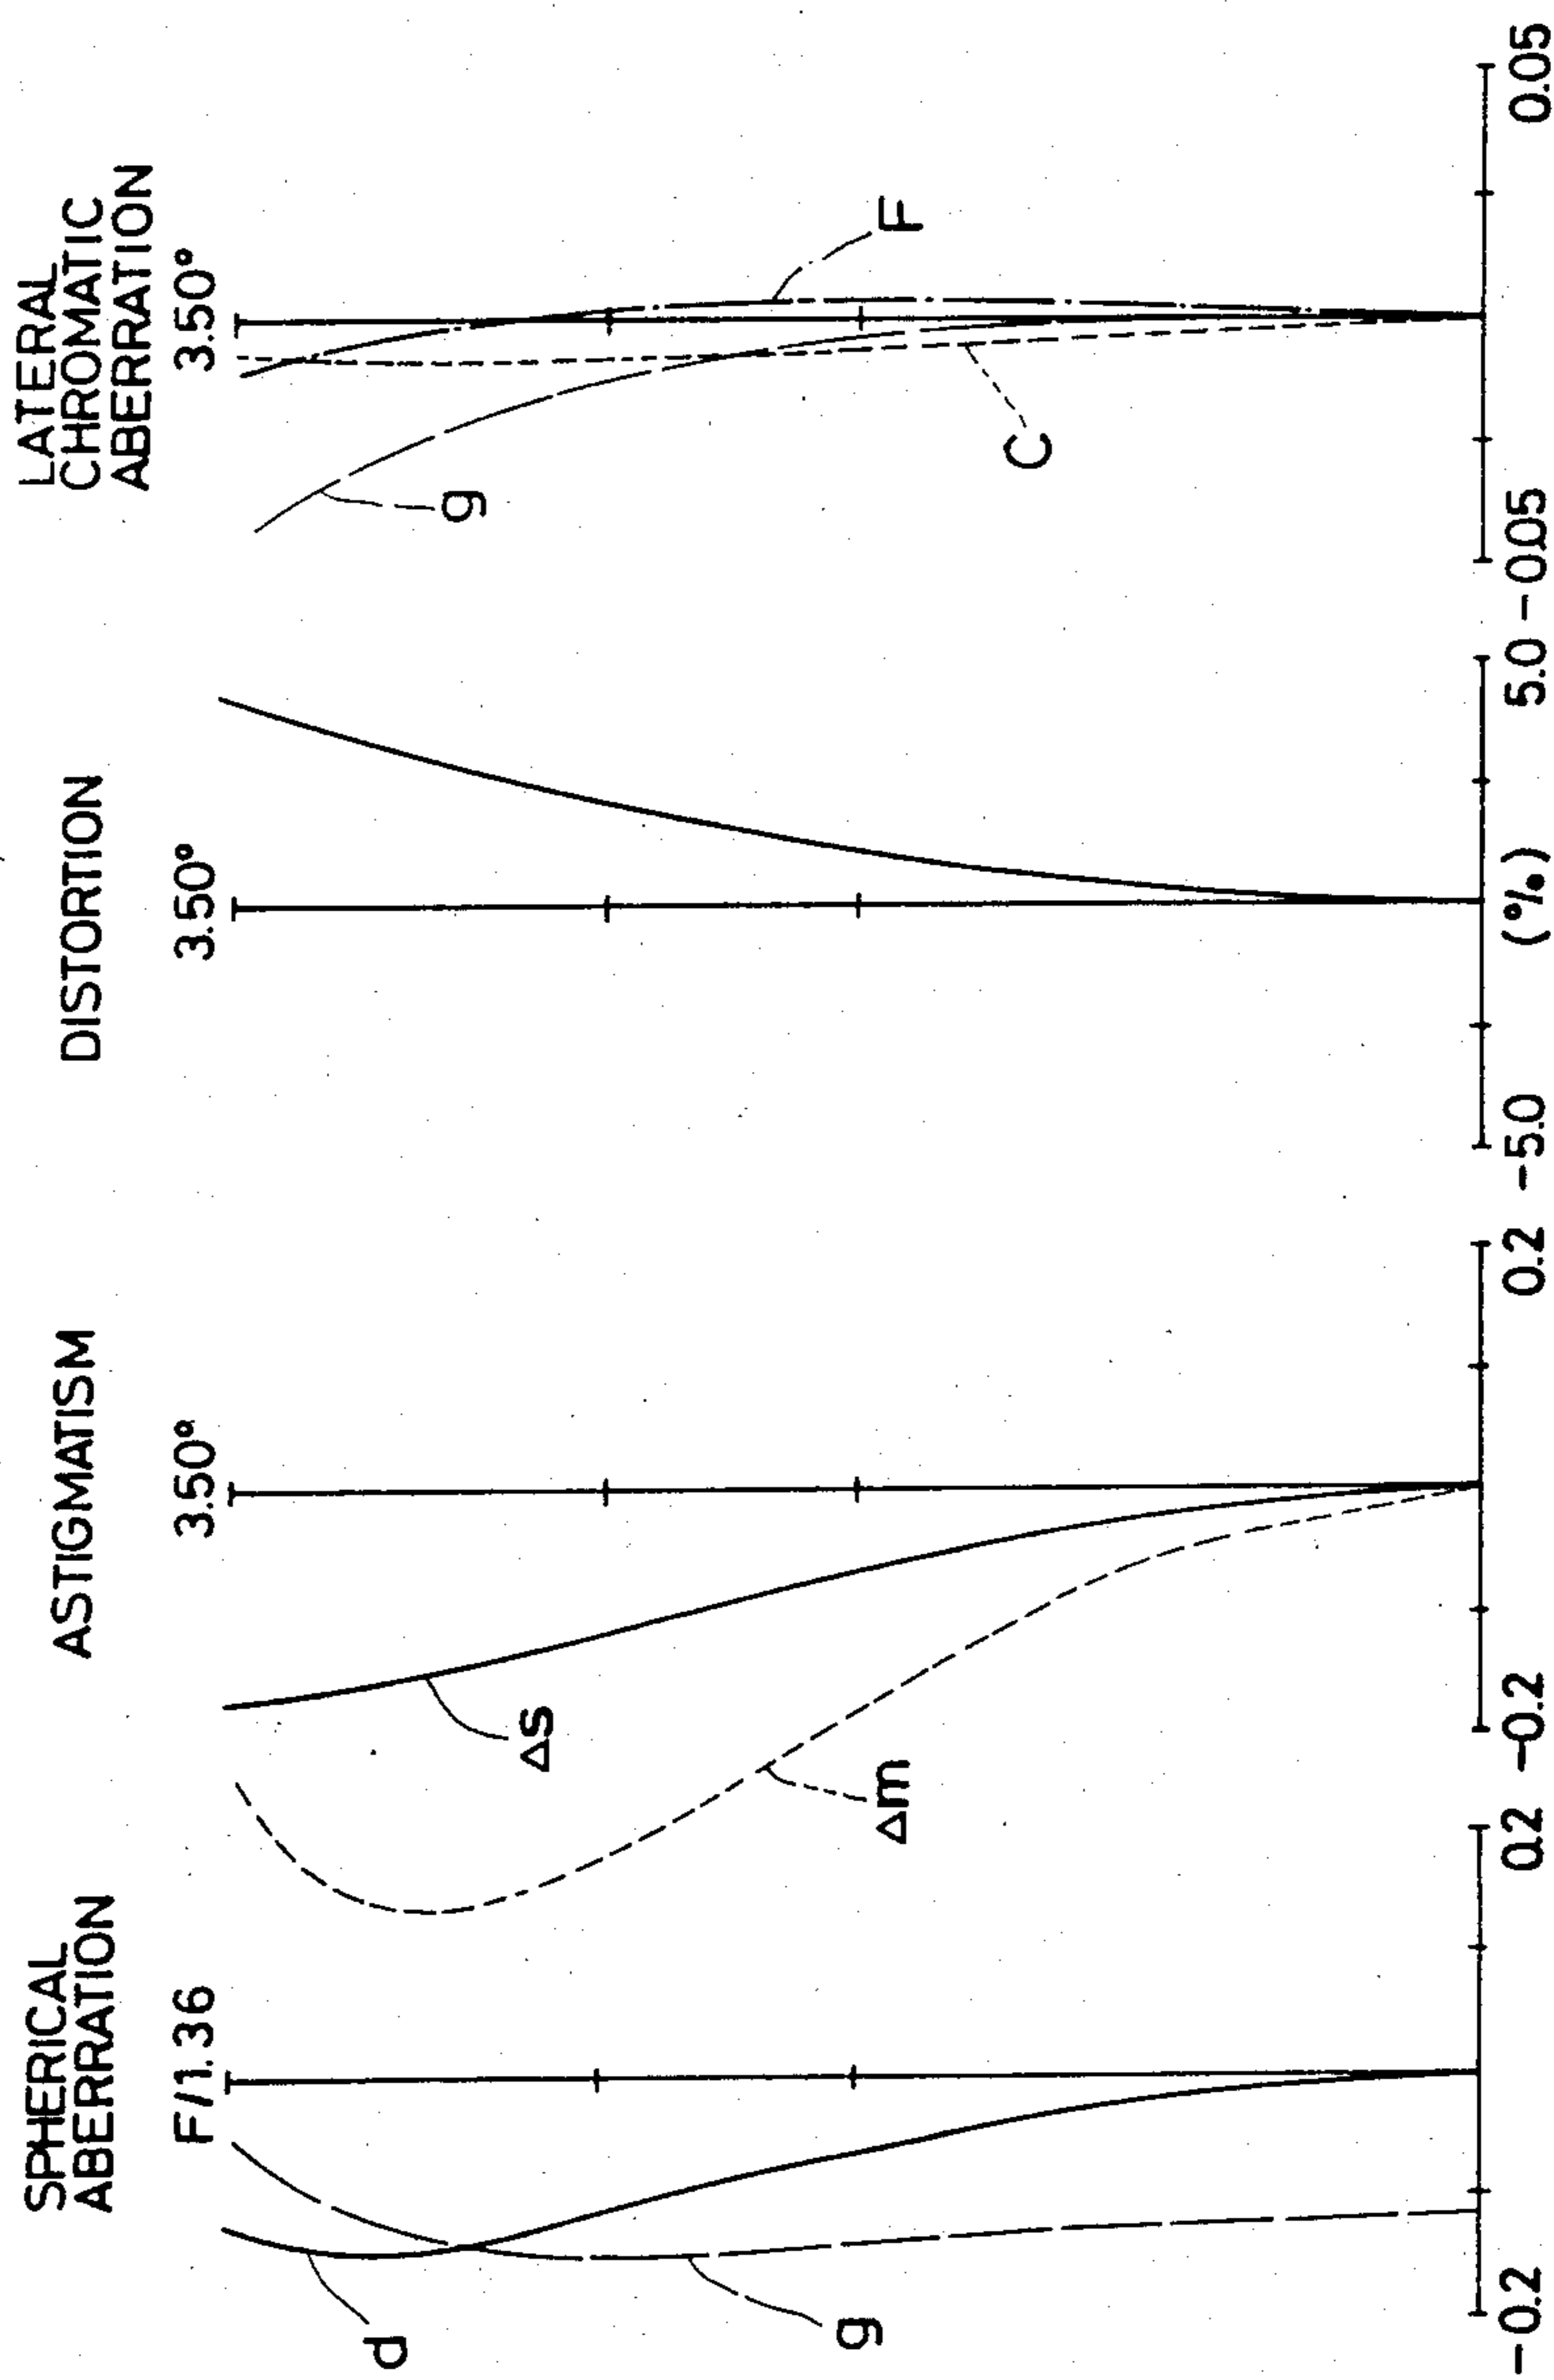 SPHERICAL
ABERRATION
F/1.36
d
g
-0.2
0.2
ASTIGMATISM
3.50°
ΔS
Δm
-0.2
0.2
DISTORTION
3.50°
-5.0
(%)
5.0
LATERAL
CHROMATIC
ABERRATION
3.50°
g
F
C
-0.05
0.05